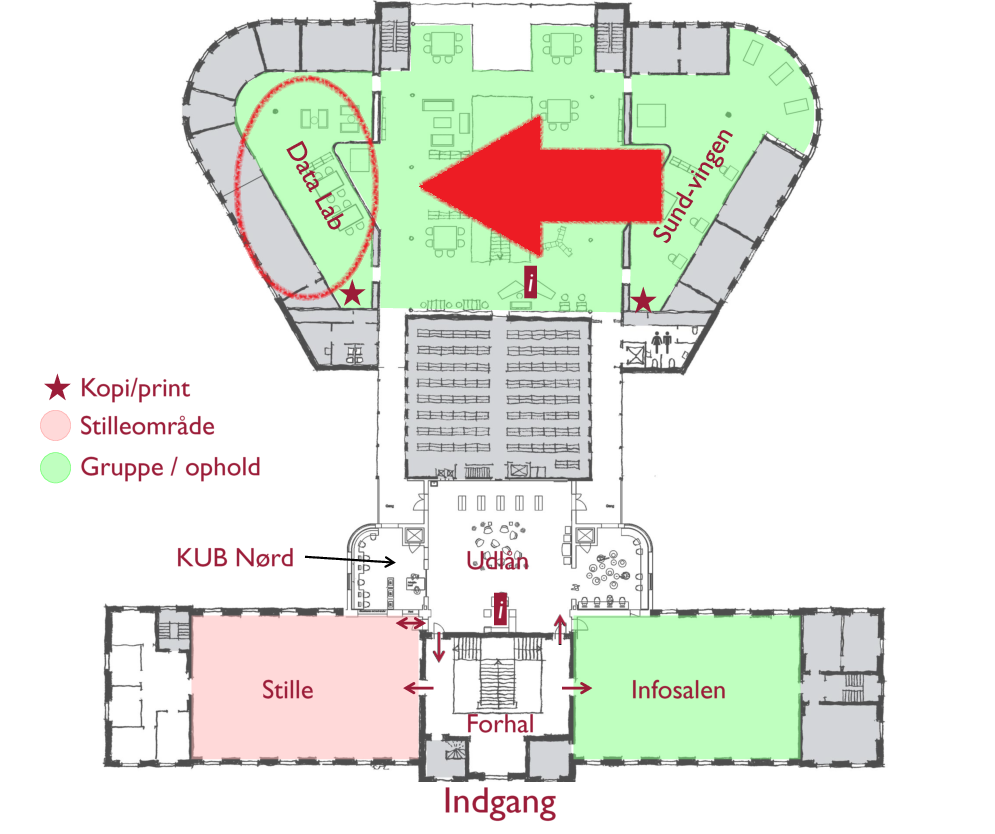 Data Lab
Sund-vingen
i
Kopi/print
Stilleområde
Gruppe / ophold
KUB Nørd
Udlån
i
Stille
Infosalen
Forhal
Indgang